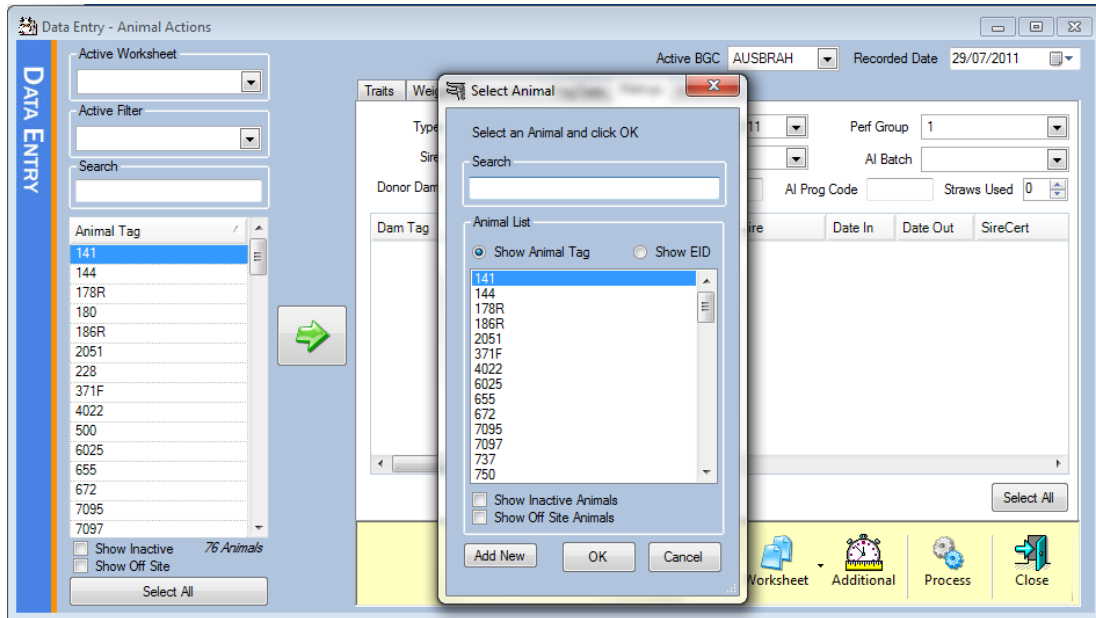 Data Entry - Animal Actions
DATA ENTRY
Active Worksheet
Active Filter
Search
Animal Tag
141
144
178R
180
186R
2051
228
371F
4022
500
6025
655
672
7095
7097
Show Inactive 76 Animals
Show Off Site
Select All
Active BGC AUSBRAH Recorded Date 29/07/2011
Traits Wei
Type 11 Perf Group 1
Sire AI Batch
Donor Dam AI Prog Code Straws Used 0
Dam Tag ire Date In Date Out SireCert
Select All
Worksheet Additional Process Close
Select Animal
Select an Animal and click OK
Search
Animal List
Show Animal Tag Show EID
141
144
178R
186R
2051
371F
4022
6025
655
672
7095
7097
737
750
Show Inactive Animals
Show Off Site Animals
Add New OK Cancel